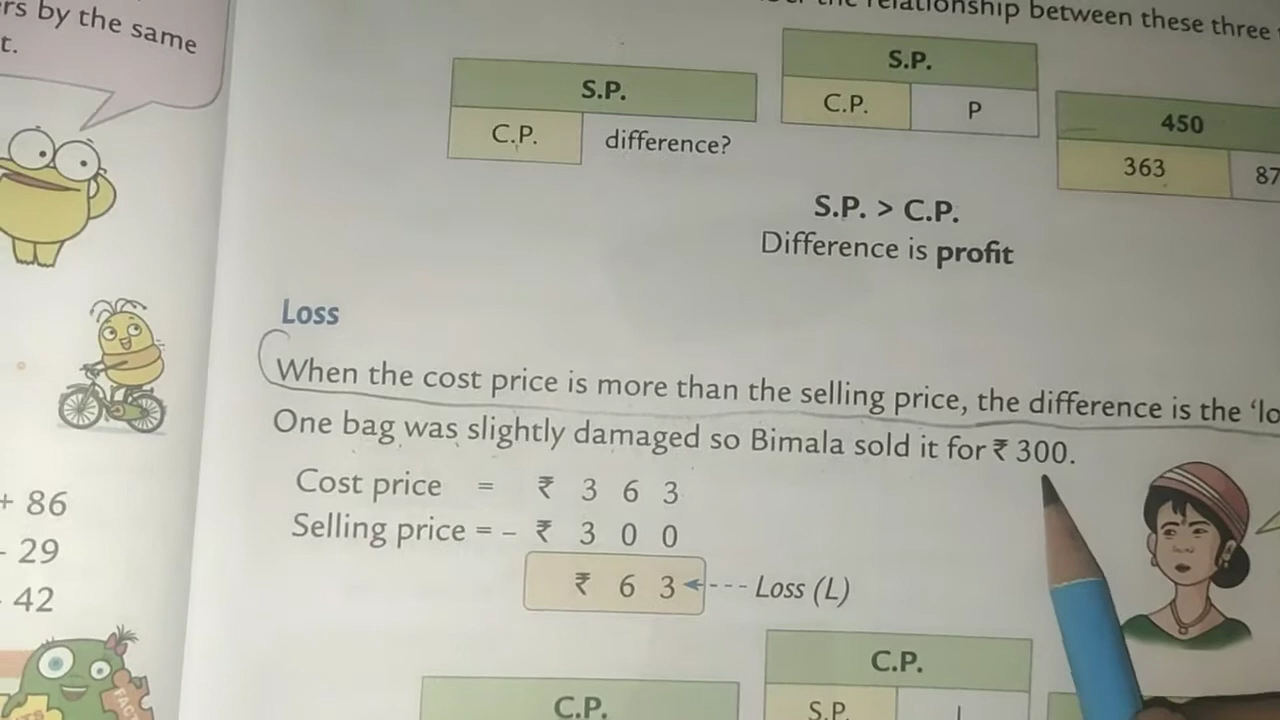 rs by the same
t.
relationship between these three
S.P.
C.P. difference?
S.P.
C.P. P
450
363 87
S.P. > C.P.
Difference is profit
Loss
When the cost price is more than the selling price, the difference is the ‘lo
One bag was slightly damaged so Bimala sold it for ₹ 300.
Cost price = ₹ 3 6 3
Selling price = – ₹ 3 0 0
₹ 6 3 Loss (L)
+ 86
- 29
42
C.P.
C.P.
S.P.
FACT